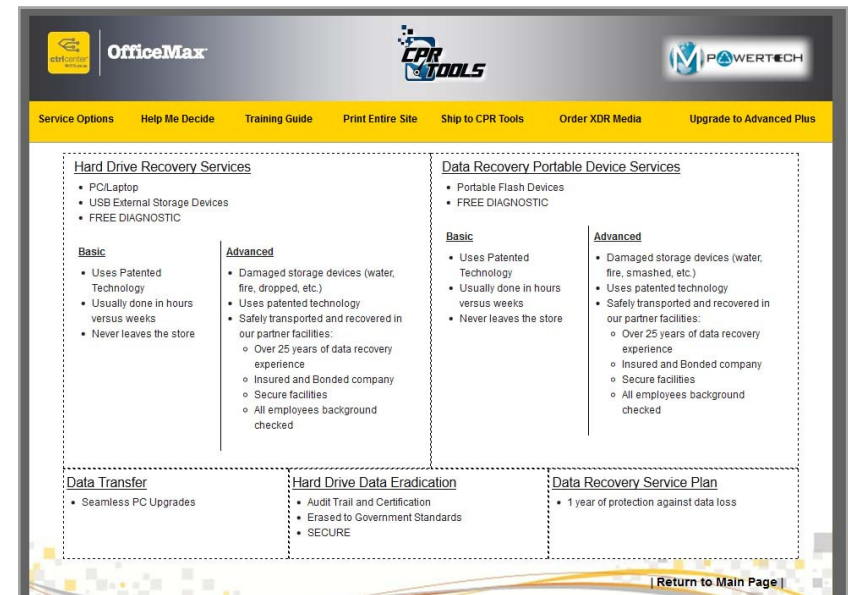 ctrlcenter
OfficeMax
CPR
TOOLS
MPOWERTECH
Service Options Help Me Decide Training Guide Print Entire Site Ship to CPR Tools Order XDR Media Upgrade to Advanced Plus
Hard Drive Recovery Services
• PC/Laptop
• USB External Storage Devices
• FREE DIAGNOSTIC
Basic
• Uses Patented
Technology
• Usually done in hours
versus weeks
• Never leaves the store
Advanced
• Damaged storage devices (water,
fire, dropped, etc.)
• Uses patented technology
• Safely transported and recovered in
our partner facilities:
o Over 25 years of data recovery
experience
o Insured and Bonded company
o Secure facilities
o All employees background
checked
Data Recovery Portable Device Services
• Portable Flash Devices
• FREE DIAGNOSTIC
Basic
• Uses Patented
Technology
• Usually done in hours
versus weeks
• Never leaves the store
Advanced
• Damaged storage devices (water,
fire, smashed, etc.)
• Uses patented technology
• Safely transported and recovered in
our partner facilities:
o Over 25 years of data recovery
experience
o Insured and Bonded company
o Secure facilities
o All employees background
checked
Data Transfer
• Seamless PC Upgrades
Hard Drive Data Eradication
• Audit Trail and Certification
• Erased to Government Standards
• SECURE
Data Recovery Service Plan
• 1 year of protection against data loss
| Return to Main Page |